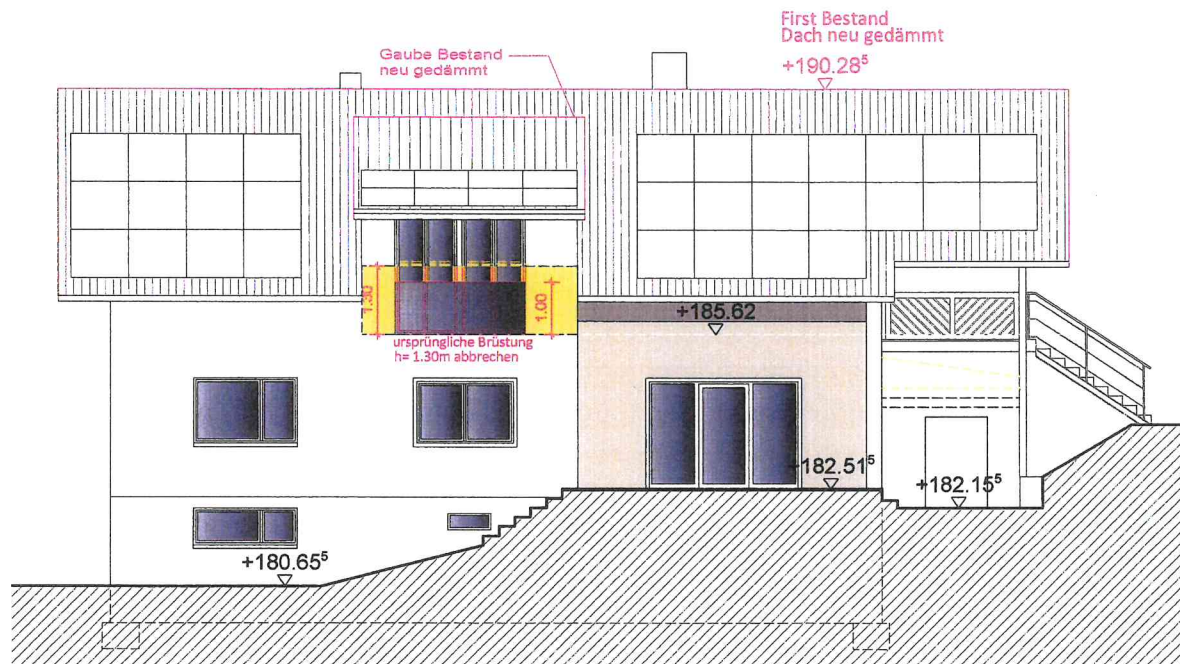 First Bestand
Dach neu gedämmt
+190.28⁵
Gaube Bestand
neu gedämmt
1.30
1.00
+185.62
ursprüngliche Brüstung
h= 1.30m abbrechen
+182.51⁵
+182.15⁵
+180.65⁵